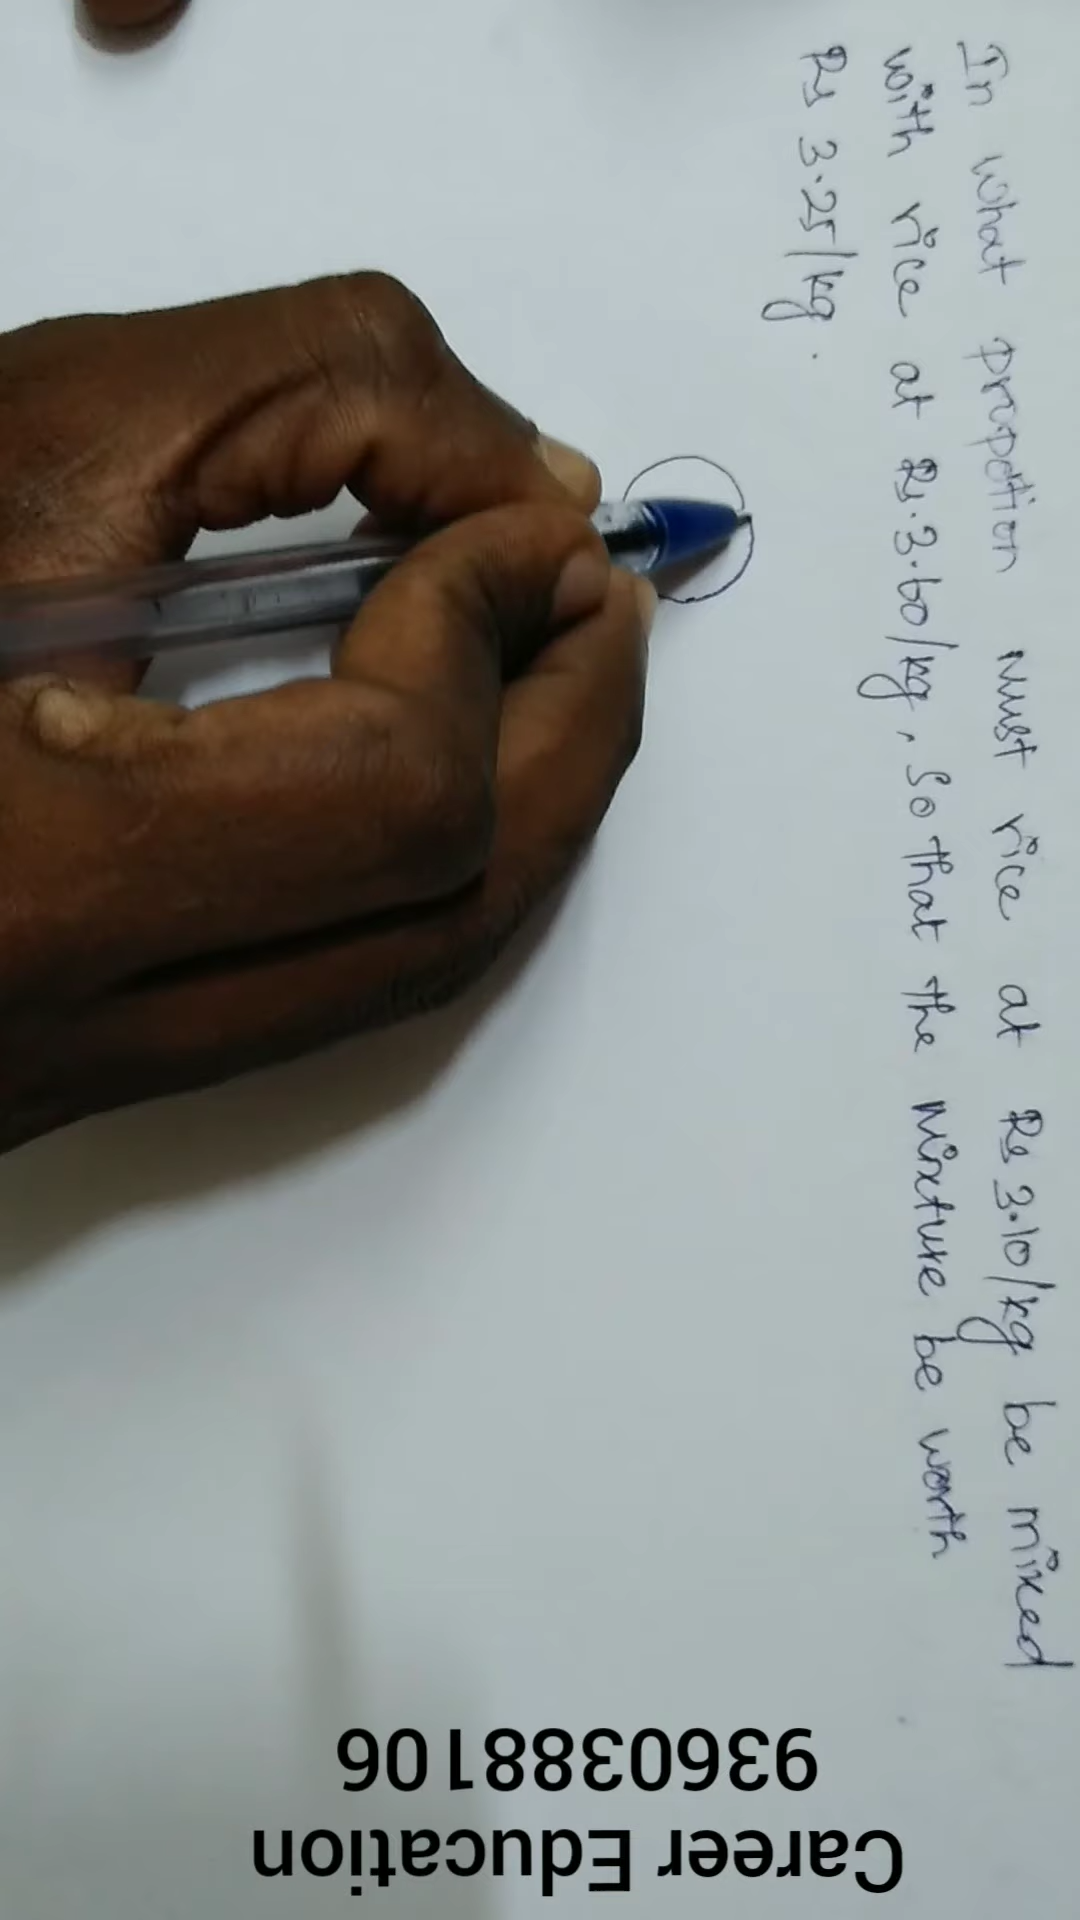 In what propotion must rice at Rs 3.10/kg be mixed
with rice at Rs.3.60/kg, So that the mixture be worth
Rs 3.25/kg.
Career Education
9360388106